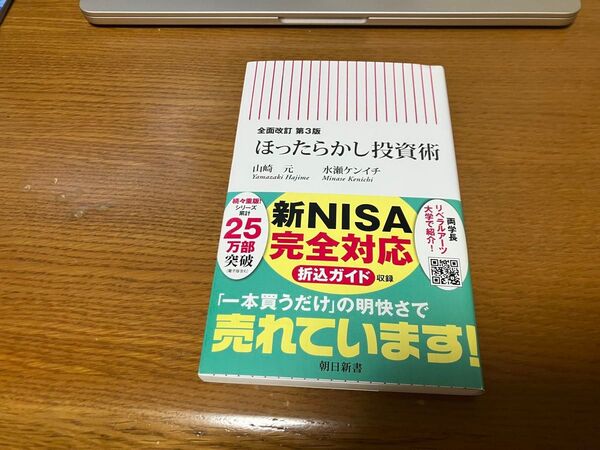 全面改訂 第3版
ほったらかし投資術
山崎 元 水瀬ケンイチ
Yamazaki Hajime Minase Kenichi
続々重版!
シリーズ
累計
25
万部
突破
(電子版含む)
新NISA
完全対応
折込ガイド 収録
両学長
リベラルアーツ
大学で紹介!
「一本買うだけ」の明快さで
売れています!
朝日新書